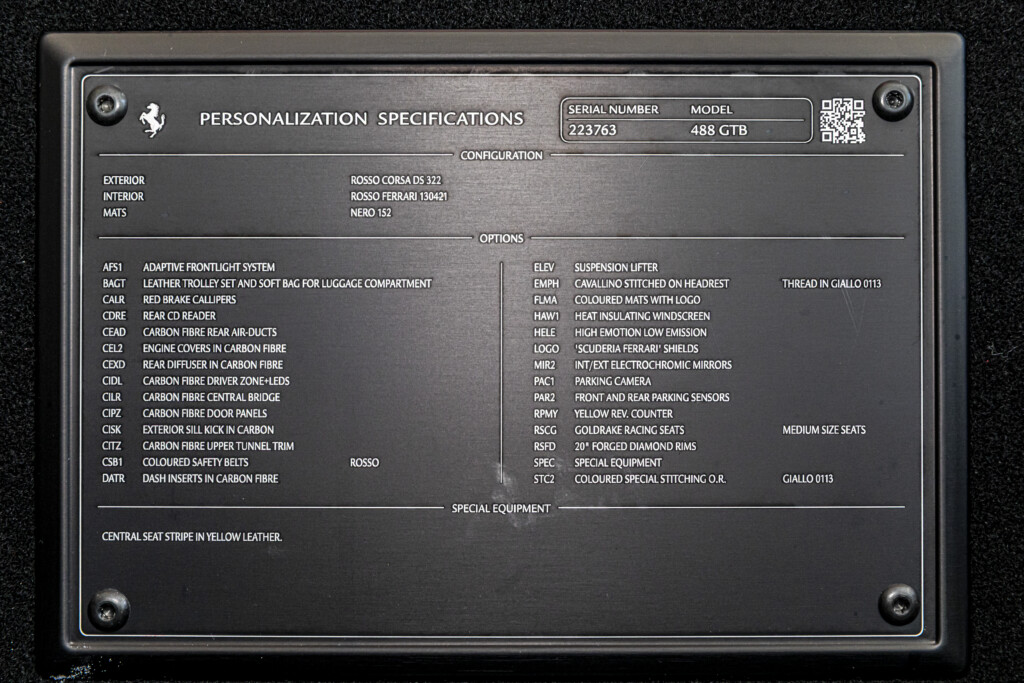 PERSONALIZATION SPECIFICATIONS
SERIAL NUMBER MODEL
223763 488 GTB
CONFIGURATION
EXTERIOR ROSSO CORSA DS 322
INTERIOR ROSSO FERRARI 130421
MATS NERO 152
OPTIONS
AFS1 ADAPTIVE FRONTLIGHT SYSTEM
BAGT LEATHER TROLLEY SET AND SOFT BAG FOR LUGGAGE COMPARTMENT
CALR RED BRAKE CALLIPERS
CDRE REAR CD READER
CEAD CARBON FIBRE REAR AIR-DUCTS
CEL2 ENGINE COVERS IN CARBON FIBRE
CEXD REAR DIFFUSER IN CARBON FIBRE
CIDL CARBON FIBRE DRIVER ZONE+LEDS
CILR CARBON FIBRE CENTRAL BRIDGE
CIPZ CARBON FIBRE DOOR PANELS
CISK EXTERIOR SILL KICK IN CARBON
CITZ CARBON FIBRE UPPER TUNNEL TRIM
CSB1 COLOURED SAFETY BELTS ROSSO
DATR DASH INSERTS IN CARBON FIBRE
ELEV SUSPENSION LIFTER
EMPH CAVALLINO STITCHED ON HEADREST THREAD IN GIALLO 0113
FLMA COLOURED MATS WITH LOGO
HAW1 HEAT INSULATING WINDSCREEN
HELE HIGH EMOTION LOW EMISSION
LOGO 'SCUDERIA FERRARI' SHIELDS
MIR2 INT/EXT ELECTROCHROMIC MIRRORS
PAC1 PARKING CAMERA
PAR2 FRONT AND REAR PARKING SENSORS
RPMY YELLOW REV. COUNTER
RSCG GOLDRAKE RACING SEATS MEDIUM SIZE SEATS
RSFD 20" FORGED DIAMOND RIMS
SPEC SPECIAL EQUIPMENT
STC2 COLOURED SPECIAL STITCHING O.R. GIALLO 0113
SPECIAL EQUIPMENT
CENTRAL SEAT STRIPE IN YELLOW LEATHER.